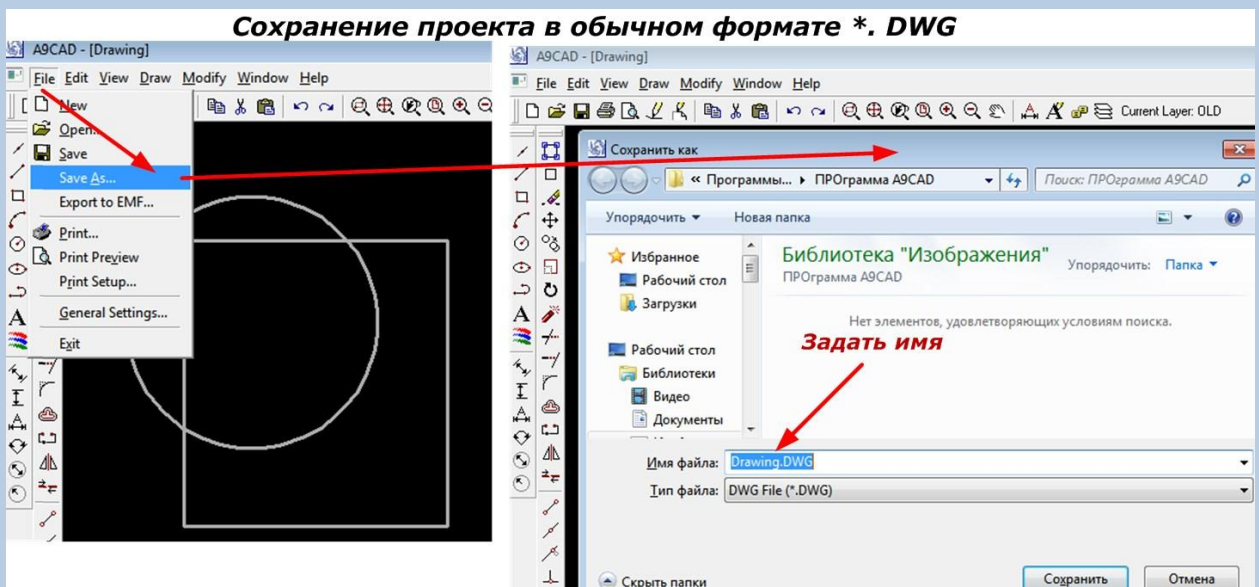 Сохранение проекта в обычном формате *. DWG
A9CAD - [Drawing]
File Edit View Draw Modify Window Help
New
Open...
Save
Save As...
Export to EMF...
Print...
Print Preview
Print Setup...
General Settings...
Exit
A9CAD - [Drawing]
File Edit View Draw Modify Window Help
Current Layer: OLD
Сохранить как
« Программы... ПРОграмма A9CAD
Поиск: ПРОграмма A9CAD
Упорядочить Новая папка
Избранное
Рабочий стол
Загрузки
Рабочий стол
Библиотеки
Видео
Документы
Библиотека "Изображения"
ПРОграмма A9CAD
Упорядочить: Папка
Нет элементов, удовлетворяющих условиям поиска.
Задать имя
Имя файла: Drawing.DWG
Тип файла: DWG File (*.DWG)
Скрыть папки
Сохранить Отмена